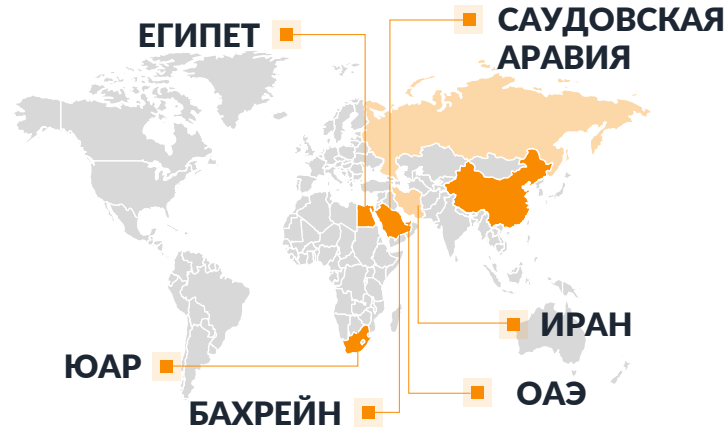 САУДОВСКАЯ
АРАВИЯ
ЕГИПЕТ
ИРАН
ЮАР
ОАЭ
БАХРЕЙН